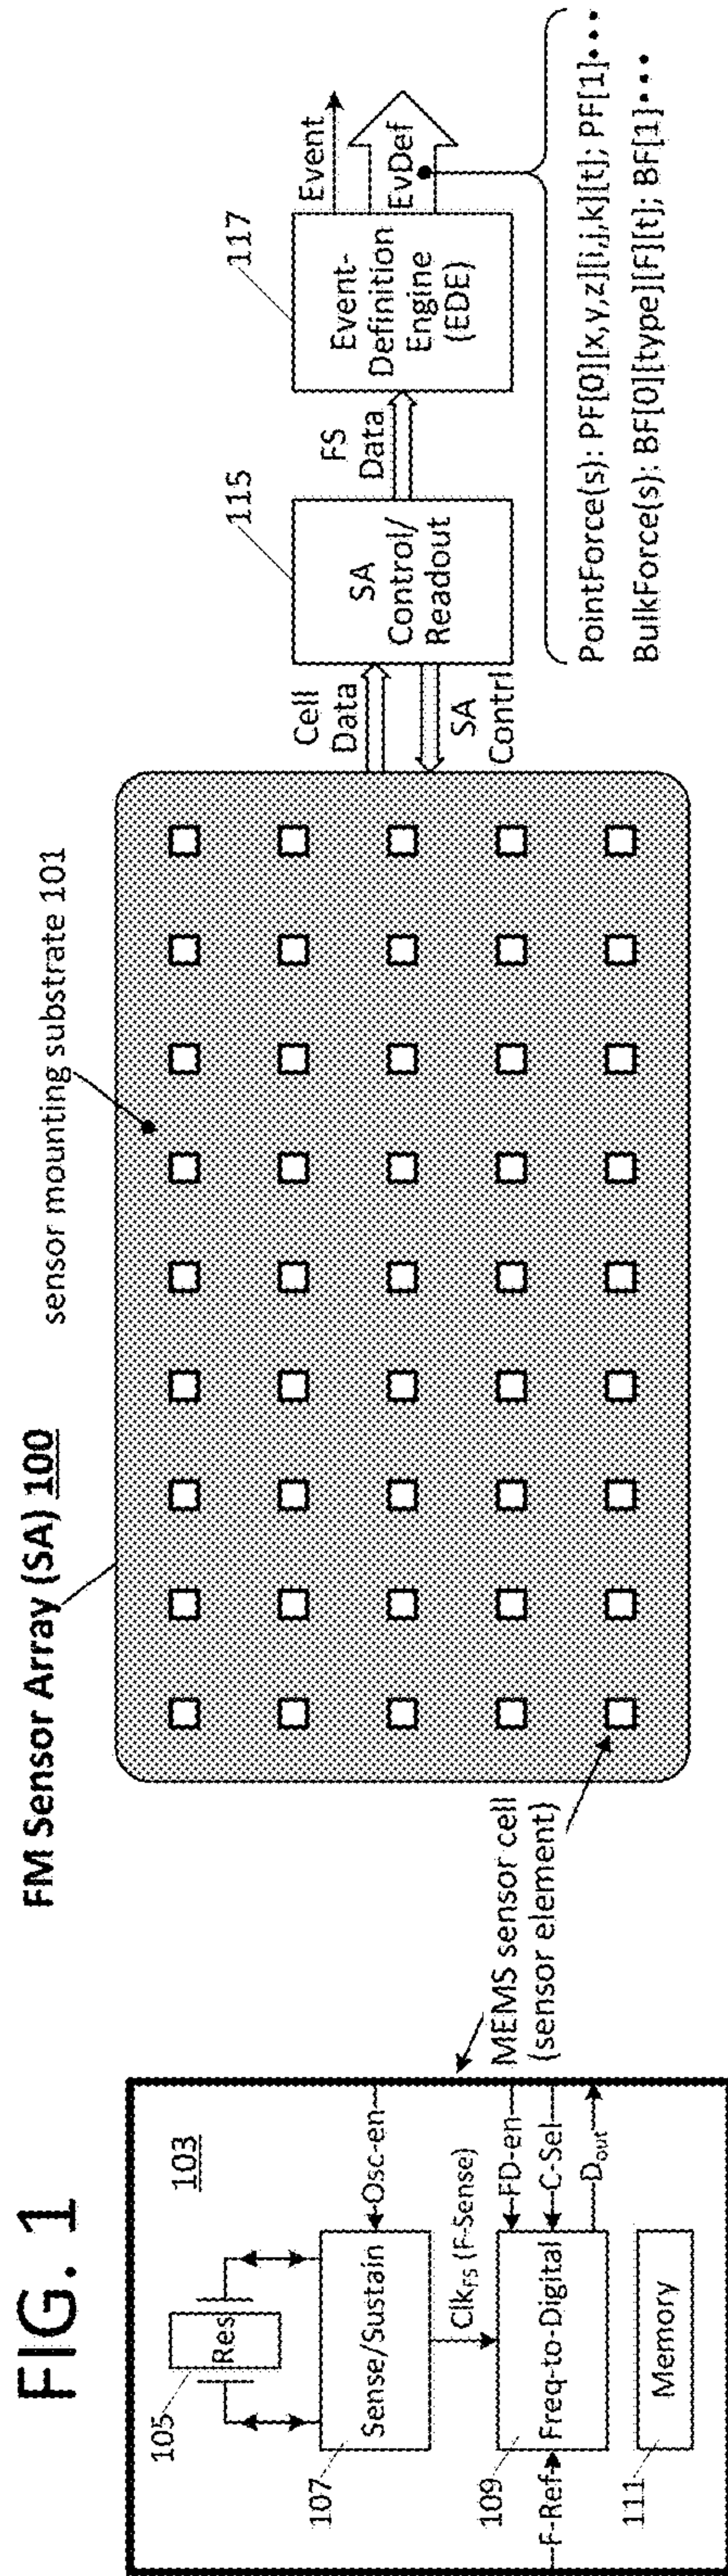 FIG. 1
FM Sensor Array (SA) 100
sensor mounting substrate 101
103
105
Res
107
Sense/Sustain
Osc-en
Clk_FS (F-Sense)
109
Freq-to-Digital
F-Ref
FD-en
C-Sel
D_out
111
Memory
MEMS sensor cell
(sensor element)
Cell
Data
SA
Contrl
115
SA
Control/
Readout
FS
Data
117
Event-
Definition
Engine
(EDE)
Event
EvDef
PointForce(s): PF[0][x,y,z][i,j,k][t]; PF[1]•••
BulkForce(s): BF[0][type][F][t]; BF[1]•••